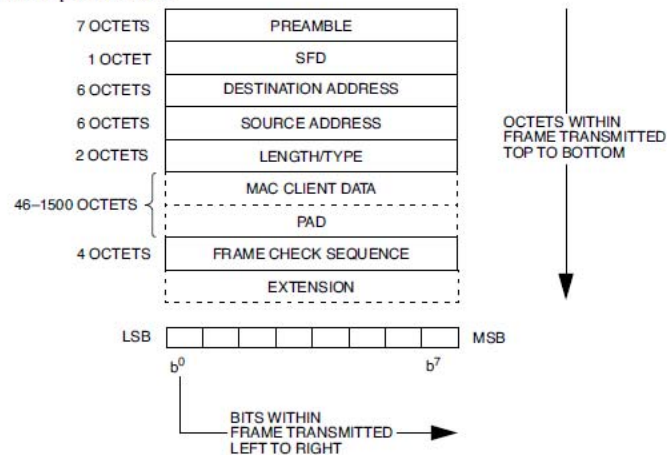 7 OCTETS PREAMBLE
1 OCTET SFD
6 OCTETS DESTINATION ADDRESS
6 OCTETS SOURCE ADDRESS
2 OCTETS LENGTH/TYPE
46–1500 OCTETS MAC CLIENT DATA
PAD
4 OCTETS FRAME CHECK SEQUENCE
EXTENSION
OCTETS WITHIN
FRAME TRANSMITTED
TOP TO BOTTOM
LSB MSB
b0 b7
BITS WITHIN
FRAME TRANSMITTED
LEFT TO RIGHT